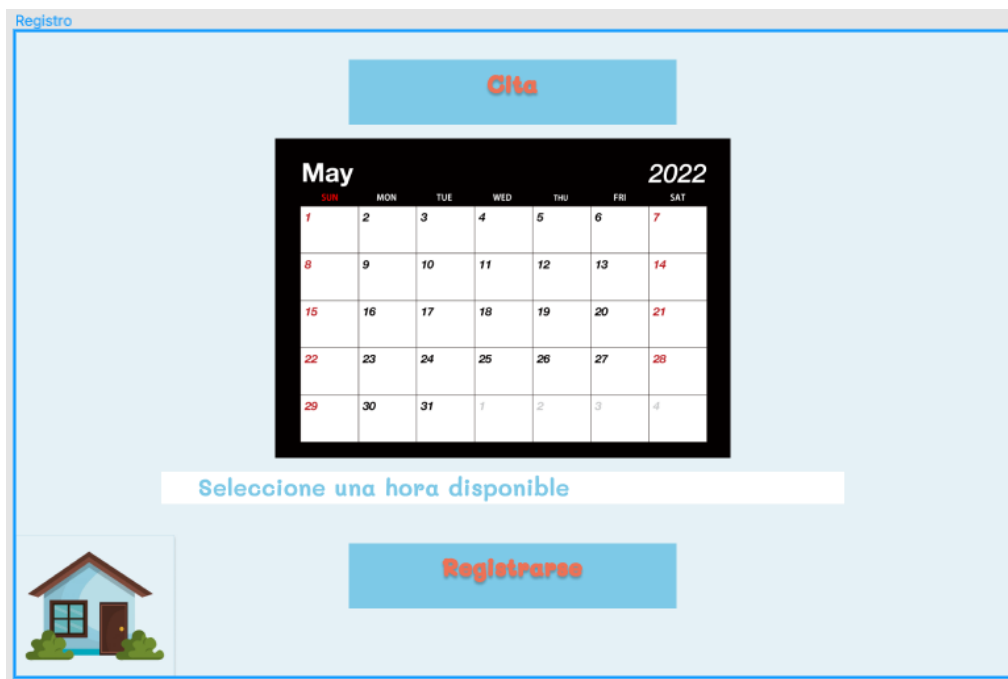 Registro
Cita
May 2022
SUN MON TUE WED THU FRI SAT
1 2 3 4 5 6 7
8 9 10 11 12 13 14
15 16 17 18 19 20 21
22 23 24 25 26 27 28
29 30 31 1 2 3 4
Seleccione una hora disponible
Registrarse